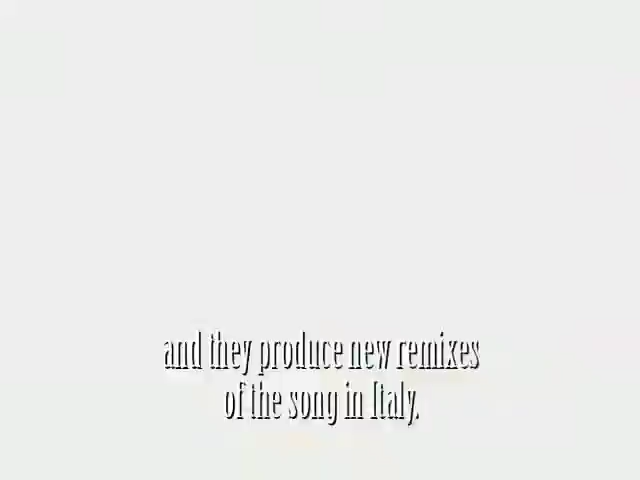 and they produce new remixes
of the song in Italy.